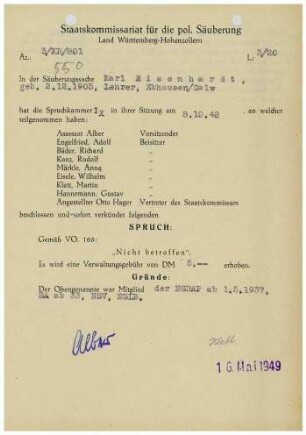 Staatskommissariat für die pol. Säuberung
Land Württemberg-Hohenzollern
Az.: 3/XX/801 L: 3/20
550
In der Säuberungssache Karl Eisenhardt,
geb. 2.12.1905, Lehrer, Ebhausen/Calw
hat die Spruchkammer IX in ihrer Sitzung am 8.10.48, an welcher
teilgenommen haben:
Assessor Alber Vorsitzender
Engelfried, Adolf Beisitzer
Bäder, Richard "
Konz, Rudolf "
Märkle, Anna "
Eisele, Wilhelm "
Klett, Martin "
Hannemann, Gustav "
Angestellter Otto Hager Vertreter des Staatskommissars
beschlossen und sofort verkündet folgenden
SPRUCH:
Gemäß VO. 165:
„Nicht betroffen".
Es wird eine Verwaltungsgebühr von DM 5.-- erhoben.
Gründe:
Der Obengenannte war Mitglied der NSDAP ab 1.5.1937,
SA ab 33, NSV, NSLB.
Alber
Klett
16. Mai 1949